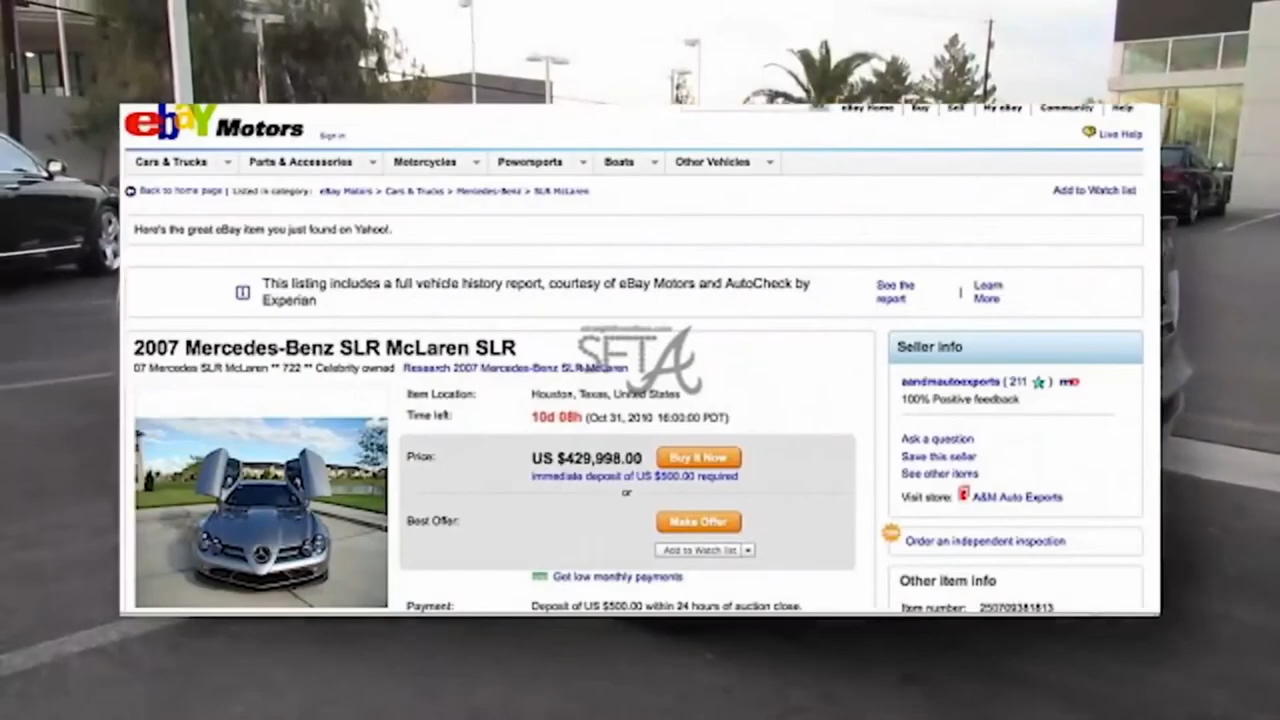 ebaY Motors
Sign in
eBay Home | Buy | Sell | My eBay | Community | Help
Live Help
Cars & Trucks
Parts & Accessories
Motorcycles
Powersports
Boats
Other Vehicles
Back to home page | Listed in category: eBay Motors > Cars & Trucks > Mercedes-Benz > SLR McLaren
Add to Watch list
Here's the great eBay item you just found on Yahoo!.
This listing includes a full vehicle history report, courtesy of eBay Motors and AutoCheck by
Experian
See the
report
|
Learn
More
SFTA
2007 Mercedes-Benz SLR McLaren SLR
07 Mercedes SLR McLaren ** 722 ** Celebrity owned Research 2007 Mercedes-Benz SLR McLaren
Item Location: Houston, Texas, United States
Time left: 10d 08h (Oct 31, 2010 16:00:00 PDT)
Price: US $429,998.00 Buy It Now
Immediate deposit of US $500.00 required
or
Best Offer: Make Offer
Add to Watch list
Get low monthly payments
Payment: Deposit of US $500.00 within 24 hours of auction close.
Seller info
aandmautoexports ( 211 ) me
100% Positive feedback
Ask a question
Save this seller
See other items
Visit store: A&M Auto Exports
Order an independent inspection
Other item info
Item number: 250709381813